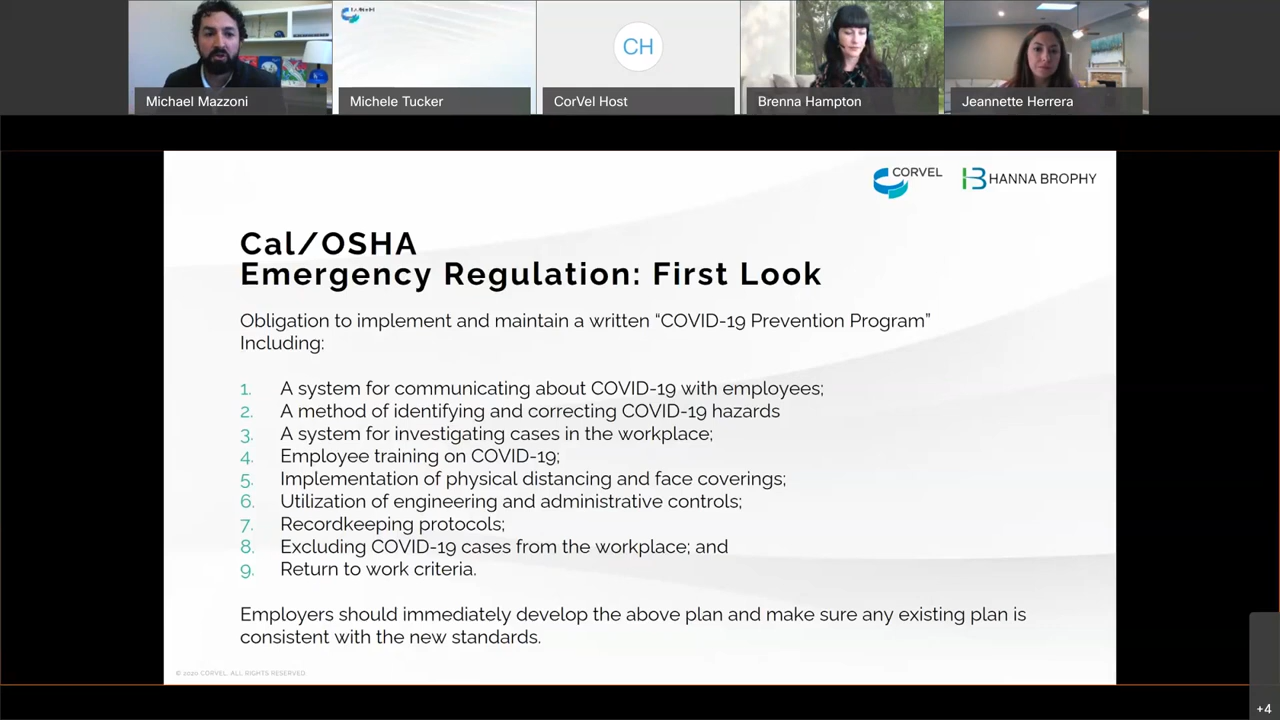 CH
Michael Mazzoni
Michele Tucker
CorVel Host
Brenna Hampton
Jeannette Herrera
CORVEL
HANNA BROPHY
Cal/OSHA
Emergency Regulation: First Look
Obligation to implement and maintain a written “COVID-19 Prevention Program”
Including:
1. A system for communicating about COVID-19 with employees;
2. A method of identifying and correcting COVID-19 hazards
3. A system for investigating cases in the workplace;
4. Employee training on COVID-19;
5. Implementation of physical distancing and face coverings;
6. Utilization of engineering and administrative controls;
7. Recordkeeping protocols;
8. Excluding COVID-19 cases from the workplace; and
9. Return to work criteria.
Employers should immediately develop the above plan and make sure any existing plan is
consistent with the new standards.
© 2020 CORVEL. ALL RIGHTS RESERVED
+4